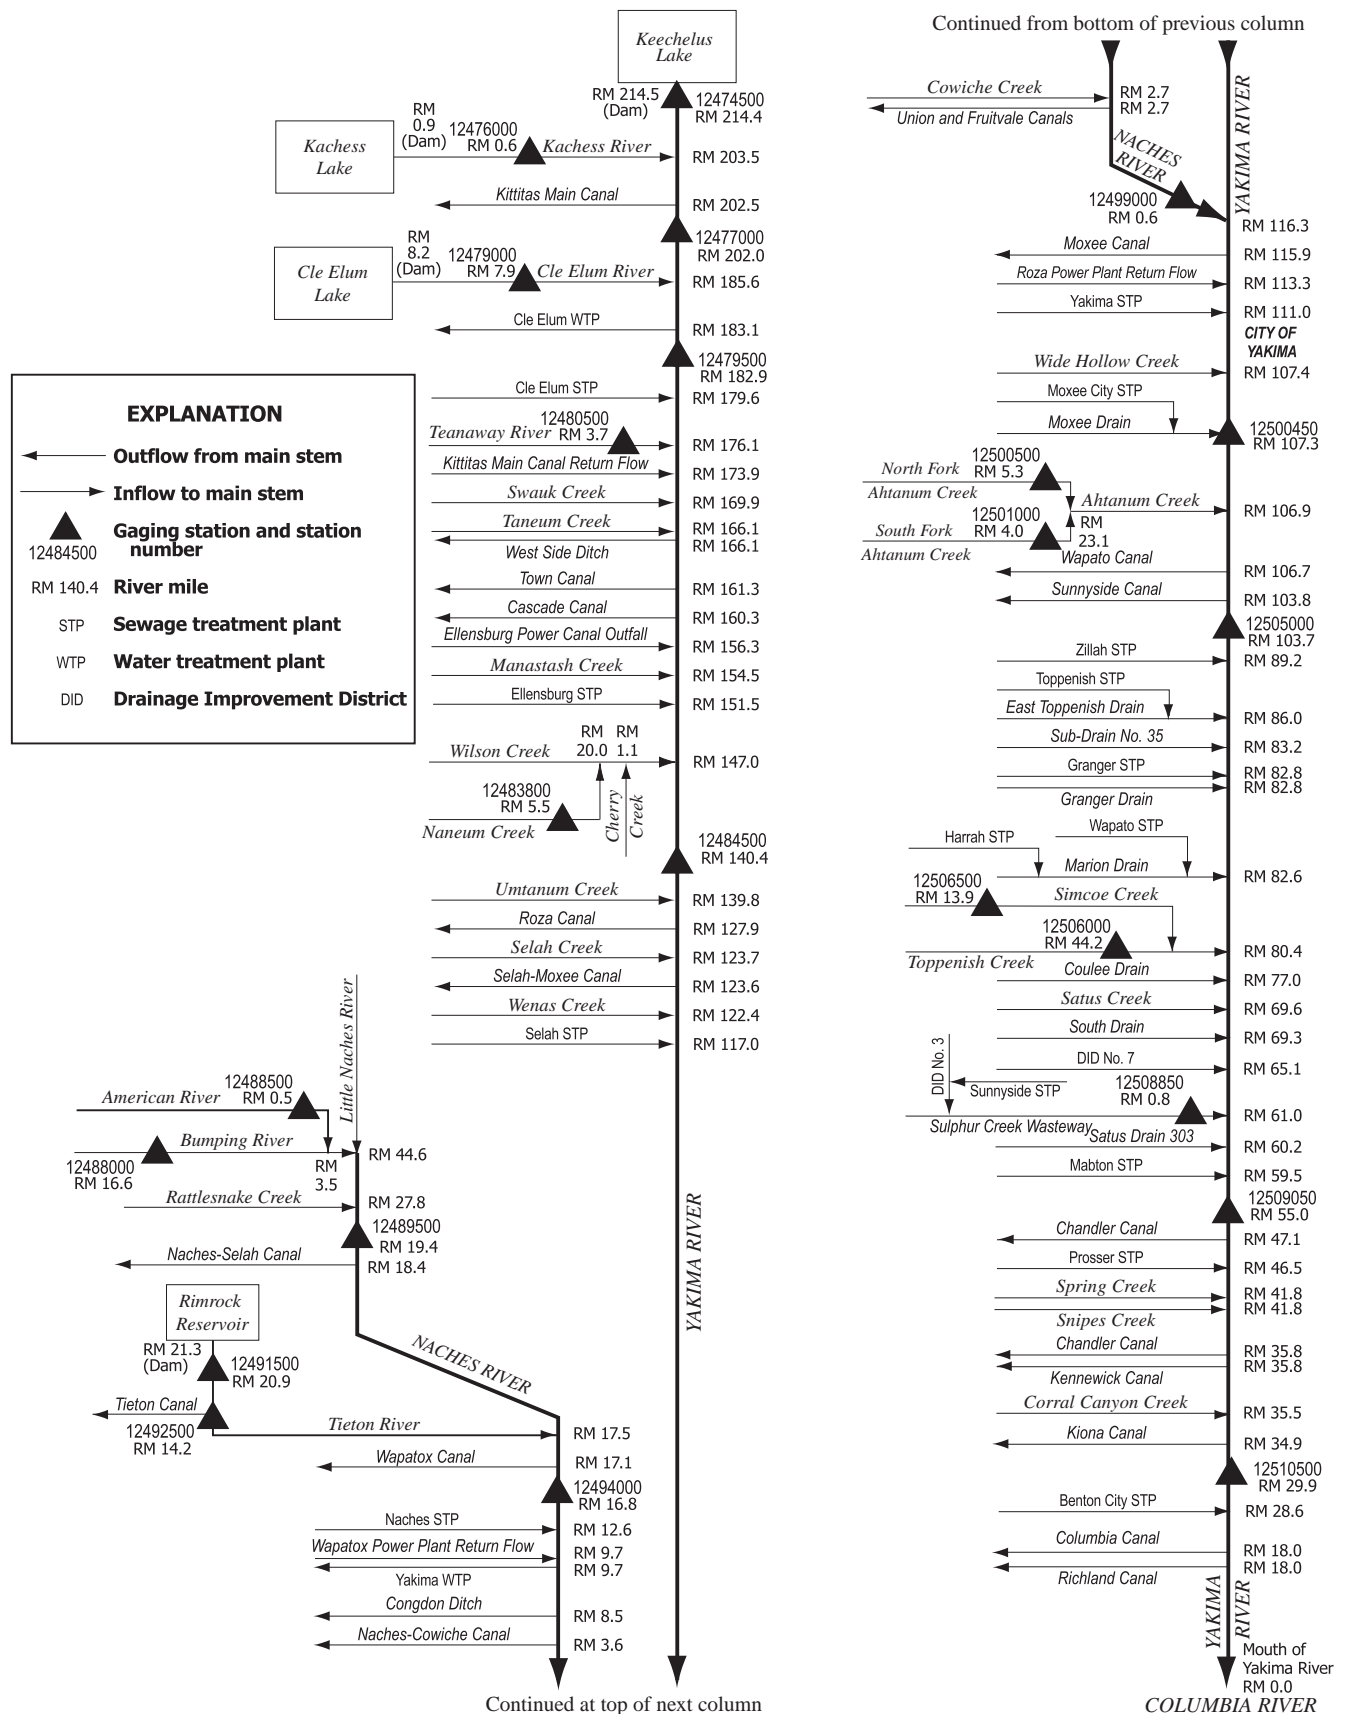 Keechelus
Lake
RM 214.5
(Dam)
12474500
RM 214.4
RM
0.9
(Dam)
12476000
RM 0.6
Kachess
Lake
Kachess River
RM 203.5
Kittitas Main Canal
RM 202.5
12477000
RM 202.0
RM
8.2
(Dam)
12479000
RM 7.9
Cle Elum
Lake
Cle Elum River
RM 185.6
Cle Elum WTP
RM 183.1
12479500
RM 182.9
Cle Elum STP
RM 179.6
12480500
RM 3.7
Teanaway River
RM 176.1
Kittitas Main Canal Return Flow
RM 173.9
Swauk Creek
RM 169.9
Taneum Creek
RM 166.1
RM 166.1
West Side Ditch
Town Canal
RM 161.3
Cascade Canal
RM 160.3
Ellensburg Power Canal Outfall
RM 156.3
Manastash Creek
RM 154.5
Ellensburg STP
RM 151.5
RM
20.0
RM
1.1
Wilson Creek
RM 147.0
12483800
RM 5.5
Naneum Creek
Cherry
Creek
12484500
RM 140.4
Umtanum Creek
RM 139.8
Roza Canal
RM 127.9
Selah Creek
RM 123.7
Selah-Moxee Canal
RM 123.6
Wenas Creek
RM 122.4
Selah STP
RM 117.0
YAKIMA RIVER
EXPLANATION
Outflow from main stem
Inflow to main stem
Gaging station and station
number
12484500
RM 140.4 River mile
STP Sewage treatment plant
WTP Water treatment plant
DID Drainage Improvement District
Little Naches River
American River
12488500
RM 0.5
Bumping River
12488000
RM 16.6
RM
3.5
RM 44.6
Rattlesnake Creek
RM 27.8
12489500
RM 19.4
Naches-Selah Canal
RM 18.4
Rimrock
Reservoir
RM 21.3
(Dam)
12491500
RM 20.9
Tieton Canal
12492500
RM 14.2
NACHES RIVER
Tieton River
RM 17.5
Wapatox Canal
RM 17.1
12494000
RM 16.8
Naches STP
RM 12.6
Wapatox Power Plant Return Flow
RM 9.7
RM 9.7
Yakima WTP
Congdon Ditch
RM 8.5
Naches-Cowiche Canal
RM 3.6
Continued at top of next column
Continued from bottom of previous column
Cowiche Creek
RM 2.7
RM 2.7
Union and Fruitvale Canals
NACHES
RIVER
YAKIMA RIVER
12499000
RM 0.6
RM 116.3
Moxee Canal
RM 115.9
Roza Power Plant Return Flow
RM 113.3
Yakima STP
RM 111.0
CITY OF
YAKIMA
Wide Hollow Creek
RM 107.4
Moxee City STP
Moxee Drain
12500450
RM 107.3
North Fork
Ahtanum Creek
12500500
RM 5.3
Ahtanum Creek
RM 106.9
South Fork
Ahtanum Creek
12501000
RM 4.0
RM
23.1
Wapato Canal
RM 106.7
Sunnyside Canal
RM 103.8
12505000
RM 103.7
Zillah STP
RM 89.2
Toppenish STP
East Toppenish Drain
RM 86.0
Sub-Drain No. 35
RM 83.2
Granger STP
RM 82.8
RM 82.8
Granger Drain
Wapato STP
Harrah STP
Marion Drain
RM 82.6
12506500
RM 13.9
Simcoe Creek
12506000
RM 44.2
Toppenish Creek
RM 80.4
Coulee Drain
RM 77.0
Satus Creek
RM 69.6
South Drain
RM 69.3
DID No. 3
DID No. 7
RM 65.1
Sunnyside STP
12508850
RM 0.8
Sulphur Creek Wasteway
RM 61.0
Satus Drain 303
RM 60.2
Mabton STP
RM 59.5
12509050
RM 55.0
Chandler Canal
RM 47.1
Prosser STP
RM 46.5
Spring Creek
RM 41.8
RM 41.8
Snipes Creek
Chandler Canal
RM 35.8
RM 35.8
Kennewick Canal
Corral Canyon Creek
RM 35.5
Kiona Canal
RM 34.9
12510500
RM 29.9
Benton City STP
RM 28.6
Columbia Canal
RM 18.0
RM 18.0
Richland Canal
YAKIMA
RIVER
Mouth of
Yakima River
RM 0.0
COLUMBIA RIVER